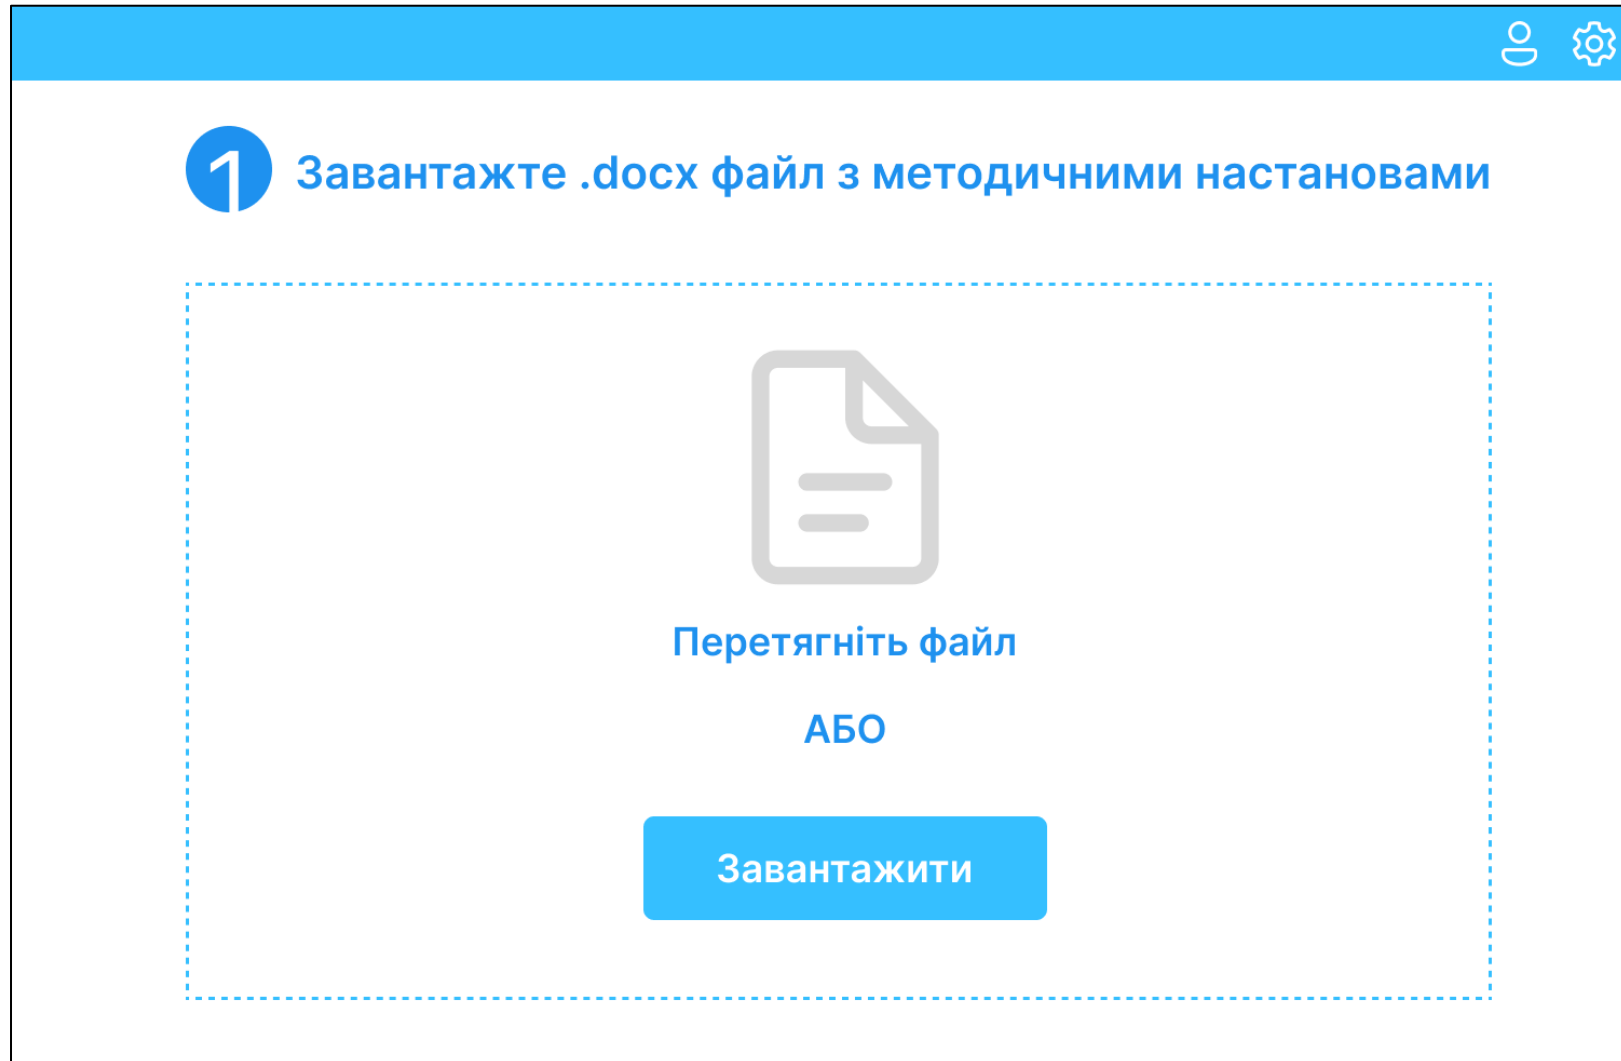 1 Завантажте .docx файл з методичними настановами
Перетягніть файл
АБО
Завантажити